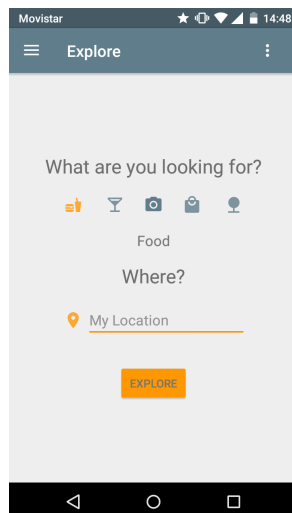 Movistar 14:48
Explore
What are you looking for?
Food
Where?
My Location
EXPLORE